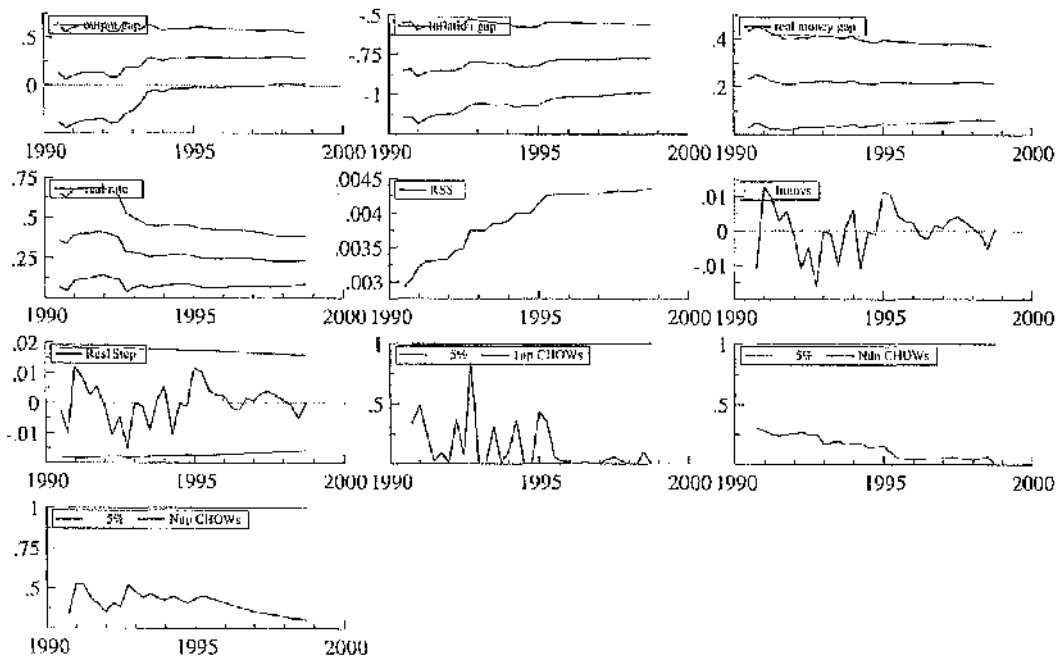 output gap
.5
0
1990 1995 2000
inflation gap
-.5
-.75
-1
1990 1995 2000
real money gap
.4
.2
1990 1995 2000
real rate
.75
.5
.25
1990 1995 2000
RSS
.0045
.004
.0035
.003
1990 1995 2000
Innovs
.01
0
-.01
1990 1995 2000
Res1Step
.02
.01
0
-.01
1990 1995 2000
5% 1up CHOWs
1
.5
1990 1995 2000
5% Ndn CHOWs
1
.5
1990 1995 2000
5% Nup CHOWs
1
.75
.5
1990 1995 2000